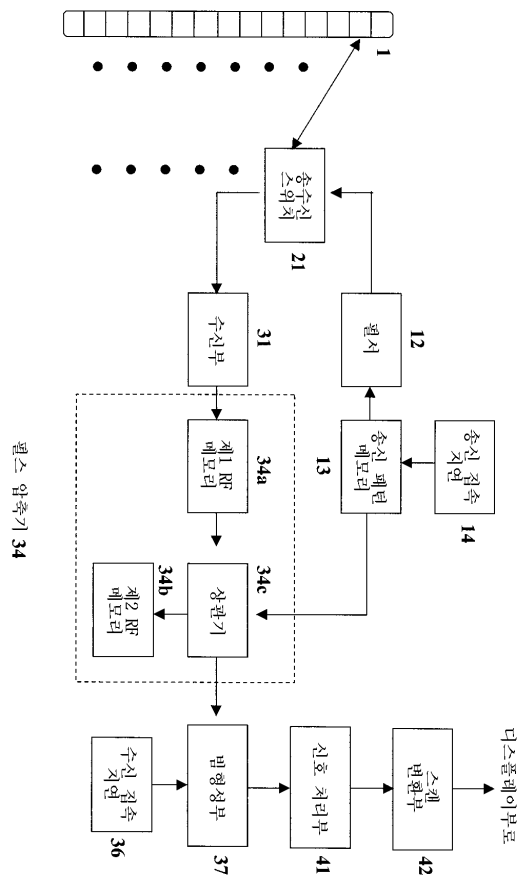 송신 집속
지연
14
디스플레이부로
12
펄서
13
송신 패턴
메모리
스캔
변환부
42
1
송수신
스위치
21
신호 처리부
41
31
수신부
34a
제1 RF
메모리
34c
상관기
빔형성부
37
34b
제2 RF
메모리
수신 집속
지연
36
펄스 압축기 34